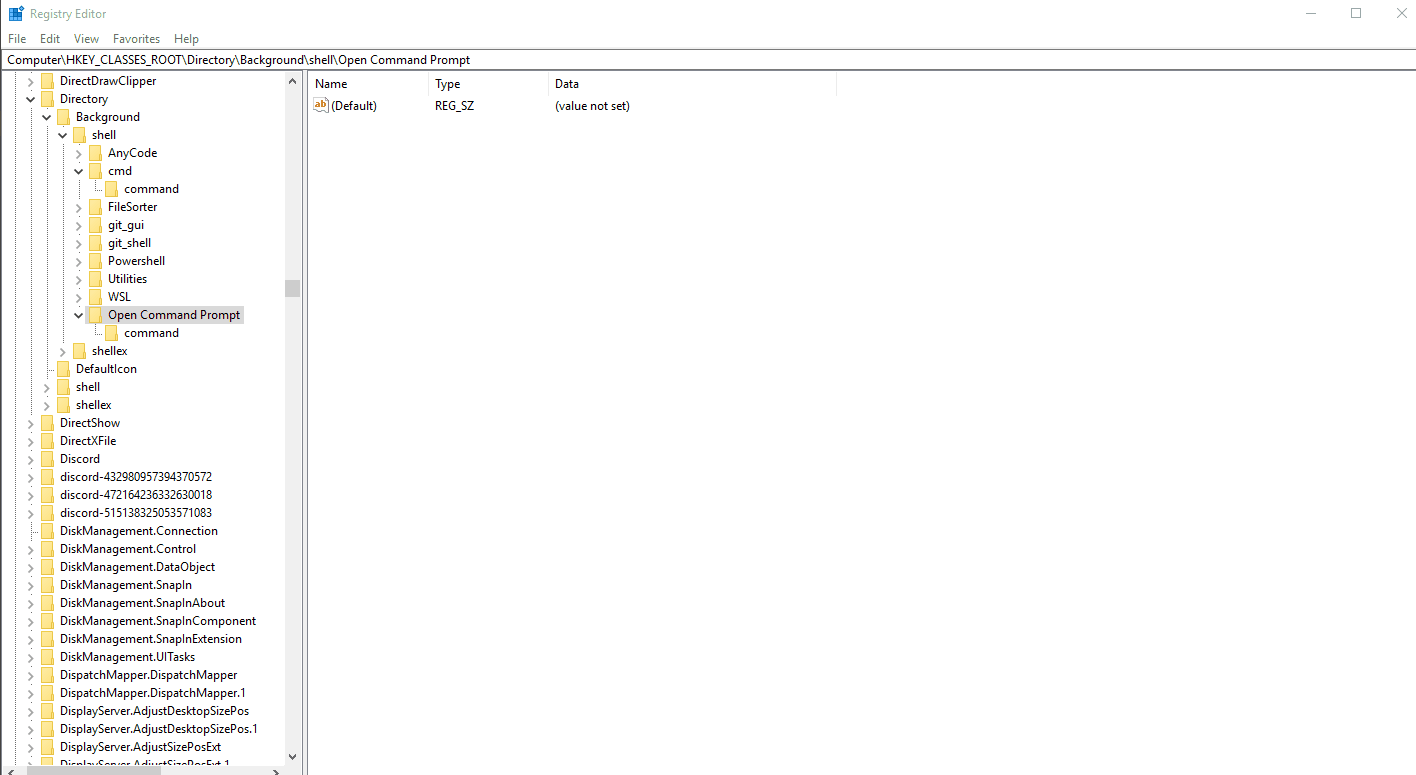 Registry Editor
File Edit View Favorites Help
Computer\HKEY_CLASSES_ROOT\Directory\Background\shell\Open Command Prompt
DirectDrawClipper
Directory
Background
shell
AnyCode
cmd
command
FileSorter
git_gui
git_shell
Powershell
Utilities
WSL
Open Command Prompt
command
shellex
DefaultIcon
shell
shellex
DirectShow
DirectXFile
Discord
discord-432980957394370572
discord-472164236332630018
discord-515138325053571083
DiskManagement.Connection
DiskManagement.Control
DiskManagement.DataObject
DiskManagement.SnapIn
DiskManagement.SnapInAbout
DiskManagement.SnapInComponent
DiskManagement.SnapInExtension
DiskManagement.UITasks
DispatchMapper.DispatchMapper
DispatchMapper.DispatchMapper.1
DisplayServer.AdjustDesktopSizePos
DisplayServer.AdjustDesktopSizePos.1
DisplayServer.AdjustSizePosExt
DisplayServer.AdjustSizePosExt.1
Name Type Data
ab (Default) REG_SZ (value not set)